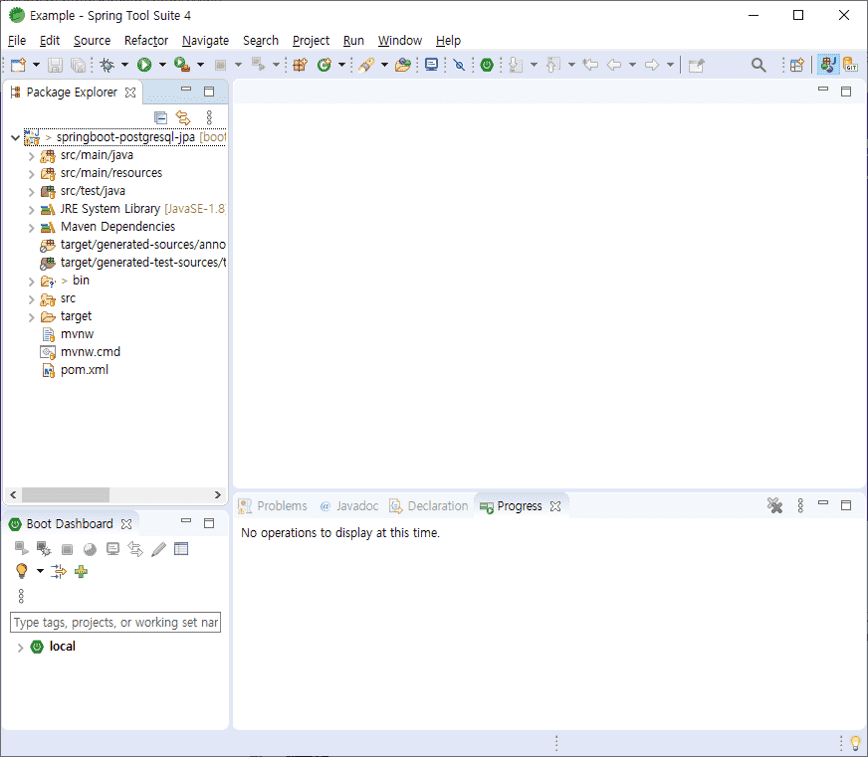 Example - Spring Tool Suite 4
File Edit Source Refactor Navigate Search Project Run Window Help
Package Explorer
> springboot-postgresql-jpa [boot
src/main/java
src/main/resources
src/test/java
JRE System Library [JavaSE-1.8
Maven Dependencies
target/generated-sources/anno
target/generated-test-sources/t
> bin
src
target
mvnw
mvnw.cmd
pom.xml
Problems @ Javadoc Declaration Progress
No operations to display at this time.
Boot Dashboard
Type tags, projects, or working set nar
local